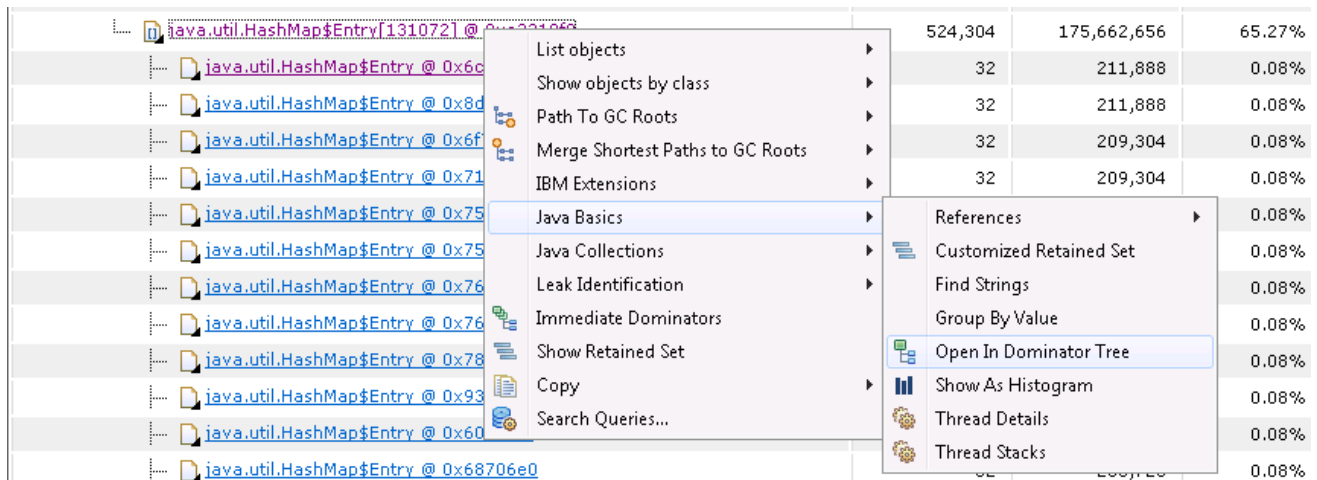 java.util.HashMap$Entry[131072] @ 524,304 175,662,656 65.27%
java.util.HashMap$Entry @ 0x6c 32 211,888 0.08%
java.util.HashMap$Entry @ 0x8d 32 211,888 0.08%
java.util.HashMap$Entry @ 0x6f 32 209,304 0.08%
java.util.HashMap$Entry @ 0x71 32 209,304 0.08%
java.util.HashMap$Entry @ 0x75 0.08%
java.util.HashMap$Entry @ 0x75 0.08%
java.util.HashMap$Entry @ 0x76 0.08%
java.util.HashMap$Entry @ 0x76 0.08%
java.util.HashMap$Entry @ 0x78 0.08%
java.util.HashMap$Entry @ 0x93 0.08%
java.util.HashMap$Entry @ 0x60 0.08%
java.util.HashMap$Entry @ 0x68706e0 0.08%
List objects
Show objects by class
Path To GC Roots
Merge Shortest Paths to GC Roots
IBM Extensions
Java Basics
Java Collections
Leak Identification
Immediate Dominators
Show Retained Set
Copy
Search Queries...
References
Customized Retained Set
Find Strings
Group By Value
Open In Dominator Tree
Show As Histogram
Thread Details
Thread Stacks